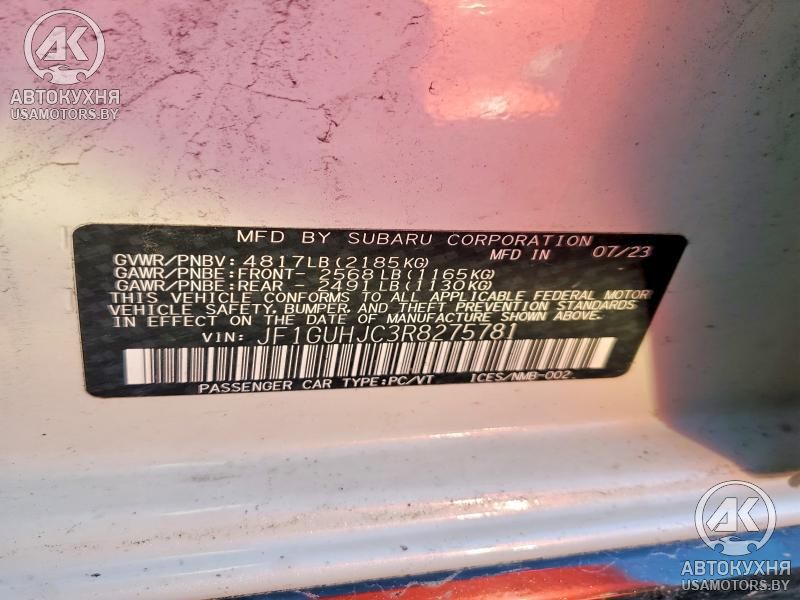 АК
АВТОКУХНЯ
USAMOTORS.BY
MFD BY SUBARU CORPORATION
GVWR/PNBV: 4817LB(2185KG) MFD IN 07/23
GAWR/PNBE:FRONT- 2568LB(1165KG)
GAWR/PNBE:REAR - 2491LB(1130KG)
THIS VEHICLE CONFORMS TO ALL APPLICABLE FEDERAL MOTOR
VEHICLE SAFETY, BUMPER, AND THEFT PREVENTION STANDARDS
IN EFFECT ON THE DATE OF MANUFACTURE SHOWN ABOVE.
VIN: JF1GUHJC3R8275781
PASSENGER CAR TYPE:PC/VT ICES/NMB-002
АК
АВТОКУХНЯ
USAMOTORS.BY